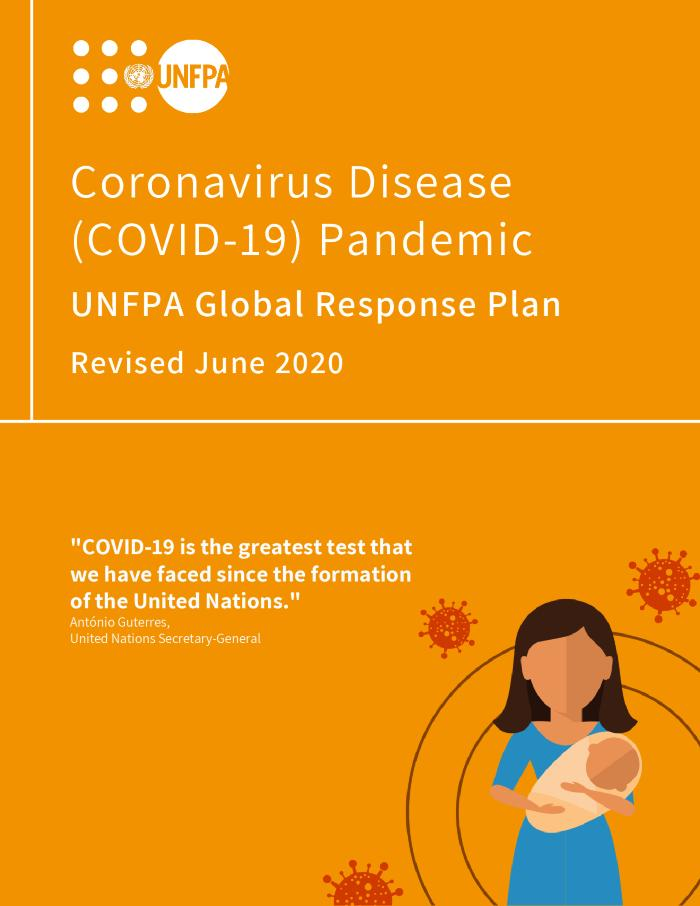 UNFPA
Coronavirus Disease
(COVID-19) Pandemic
UNFPA Global Response Plan
Revised June 2020
"COVID-19 is the greatest test that
we have faced since the formation
of the United Nations."
António Guterres,
United Nations Secretary-General